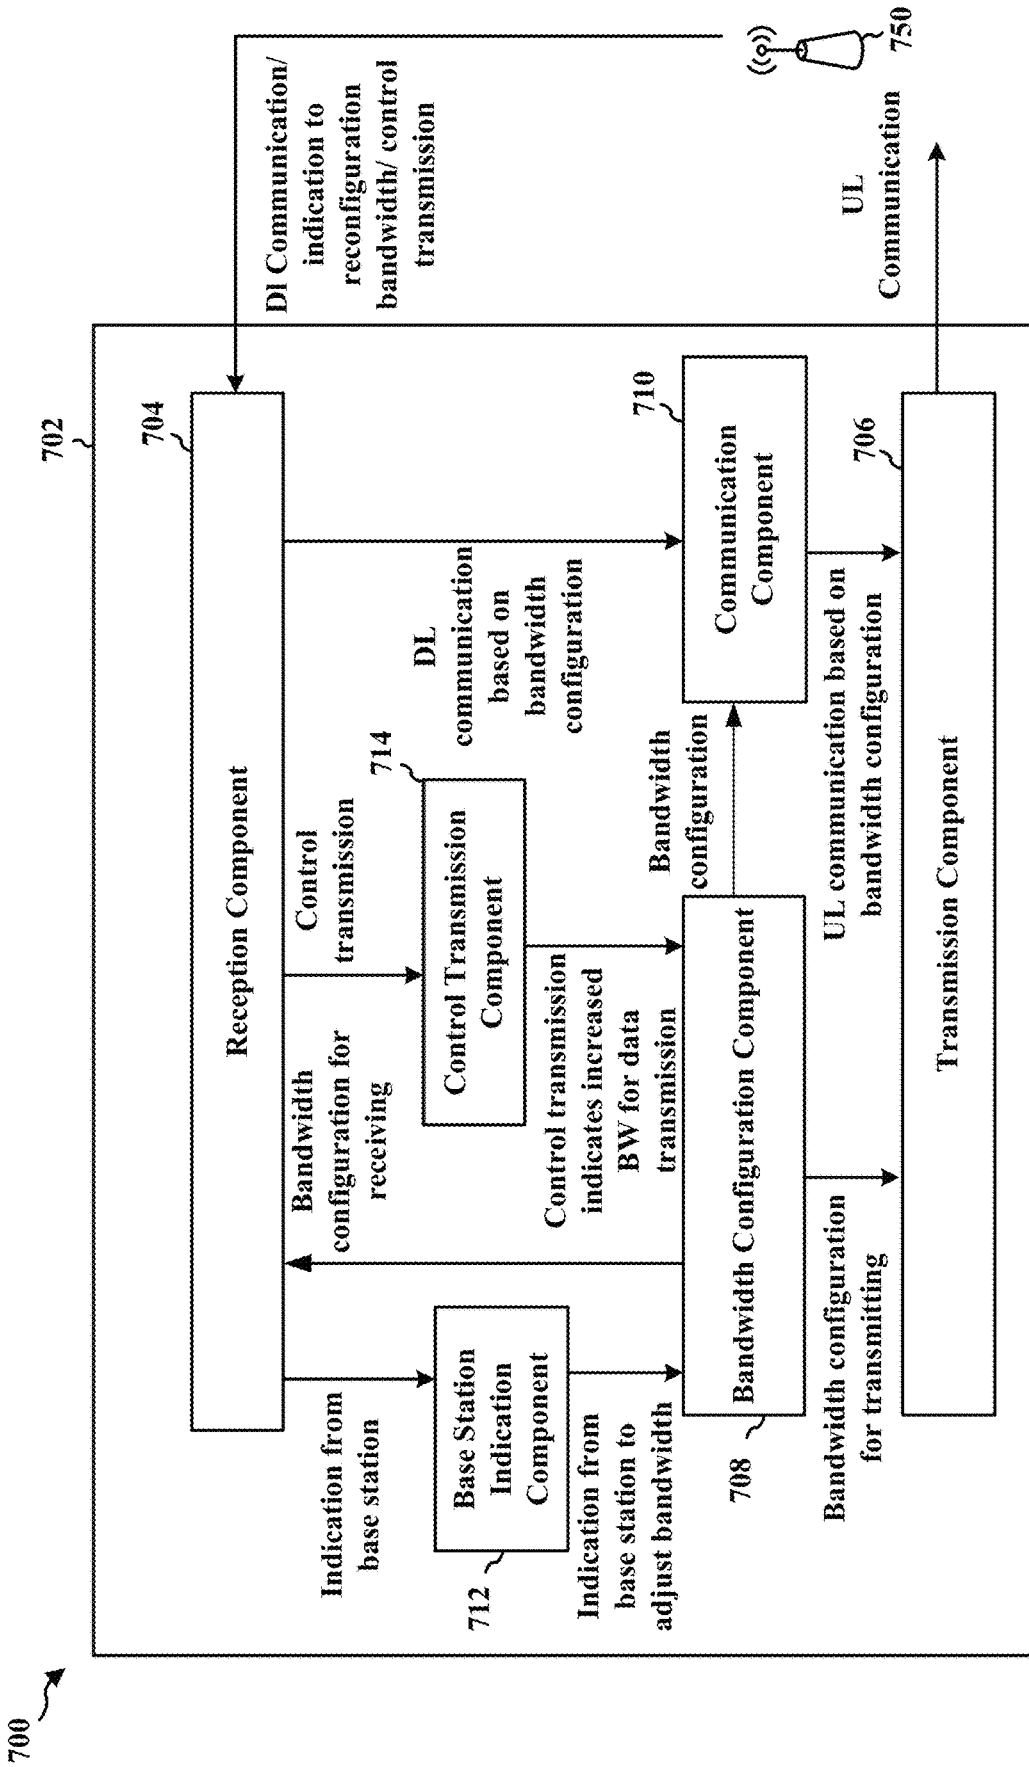 700
702
704
Reception Component
DI Communication/
indication to
reconfiguration
bandwidth/ control
transmission
750
Indication from
base station
Bandwidth
configuration for
receiving
Control
transmission
DL
communication
based on
bandwidth
configuration
712
Base Station
Indication
Component
714
Control Transmission
Component
Indication from
base station to
adjust bandwidth
Control transmission
indicates increased
BW for data
transmission
708
Bandwidth Configuration Component
Bandwidth
configuration
710
Communication
Component
Bandwidth configuration
for transmitting
UL communication based on
bandwidth configuration
706
Transmission Component
UL
Communication